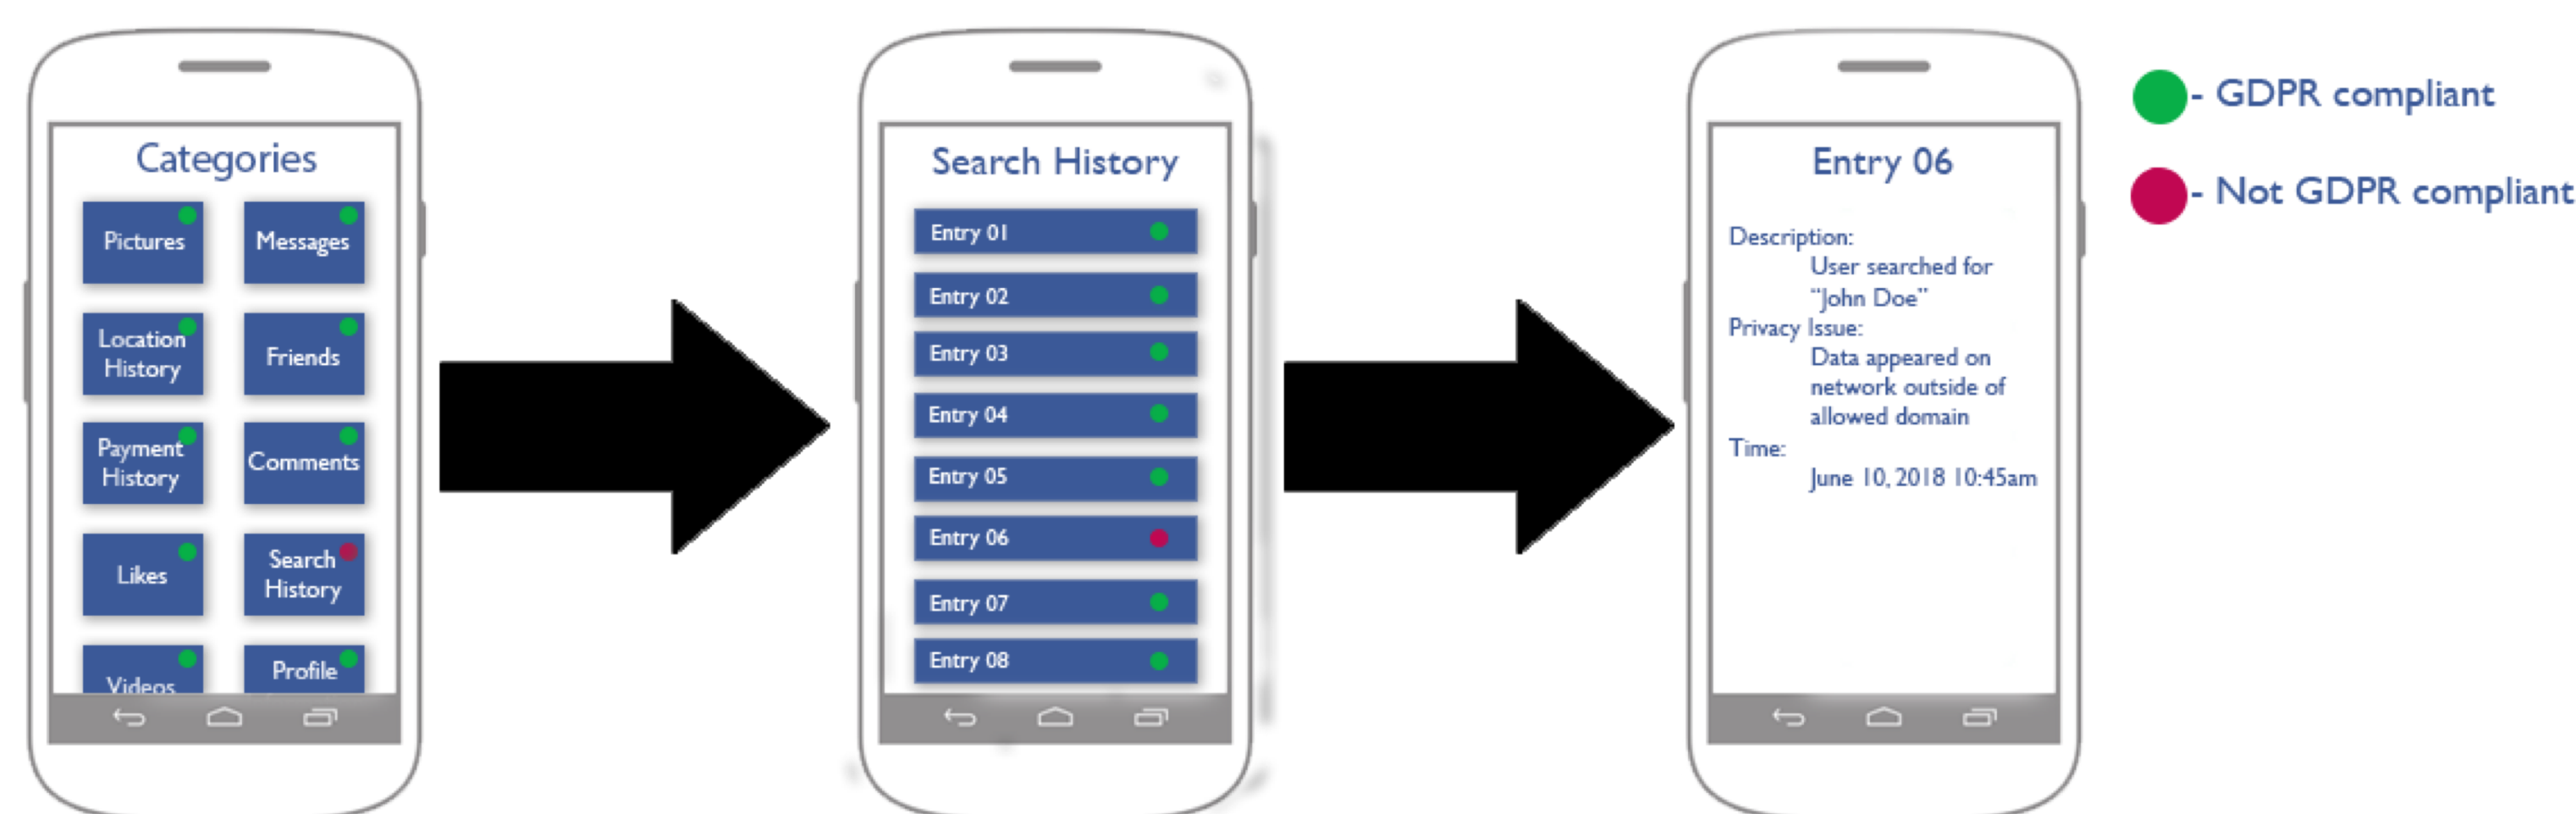 Categories
Pictures
Messages
Location
History
Friends
Payment
History
Comments
Likes
Search
History
Videos
Profile
Search History
Entry 01
Entry 02
Entry 03
Entry 04
Entry 05
Entry 06
Entry 07
Entry 08
Entry 06
Description:
User searched for
“John Doe”
Privacy Issue:
Data appeared on
network outside of
allowed domain
Time:
June 10, 2018 10:45am
- GDPR compliant
- Not GDPR compliant